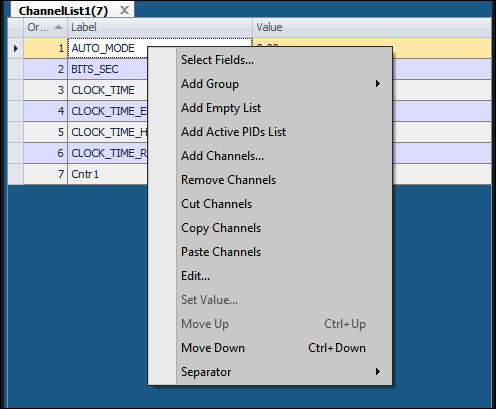 ChannelList1(7) X
Or... Label Value
1 AUTO_MODE
2 BITS_SEC
3 CLOCK_TIME
4 CLOCK_TIME_E
5 CLOCK_TIME_H
6 CLOCK_TIME_R
7 Cntr1
Select Fields...
Add Group
Add Empty List
Add Active PIDs List
Add Channels...
Remove Channels
Cut Channels
Copy Channels
Paste Channels
Edit...
Set Value...
Move Up Ctrl+Up
Move Down Ctrl+Down
Separator